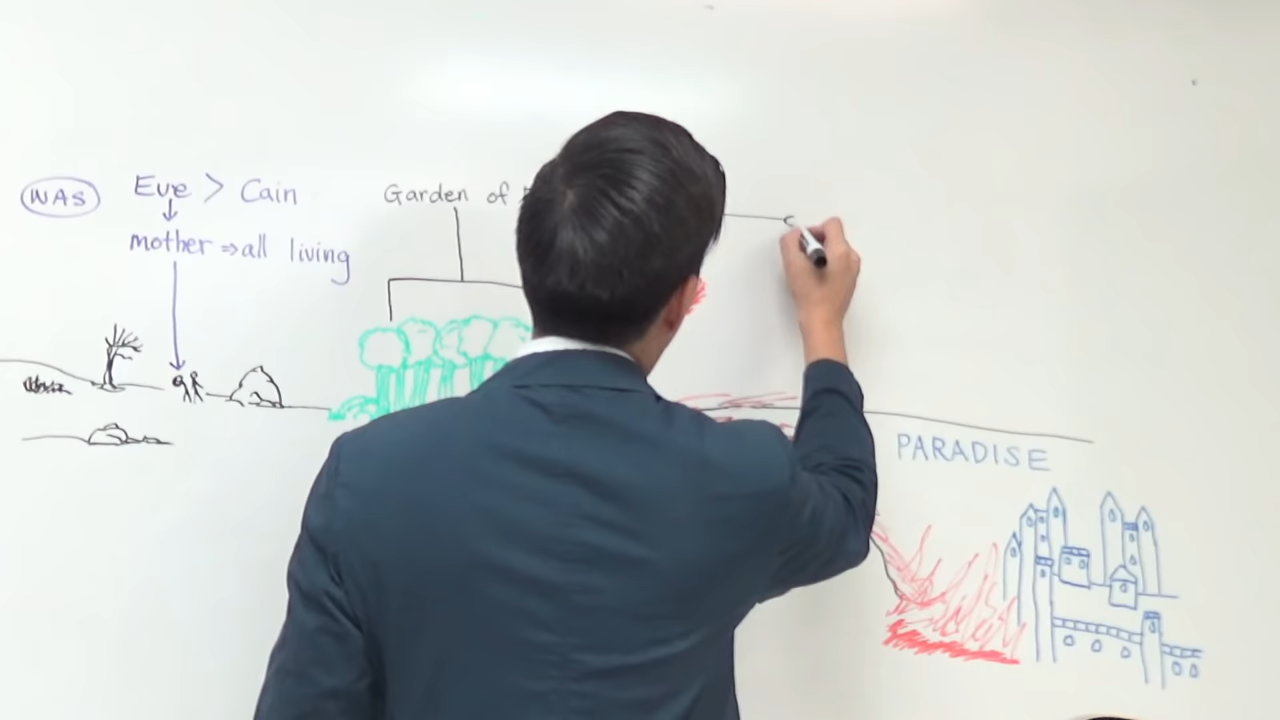 WAS
Eve > Cain
↓
mother ⇒ all living
Garden of
PARADISE